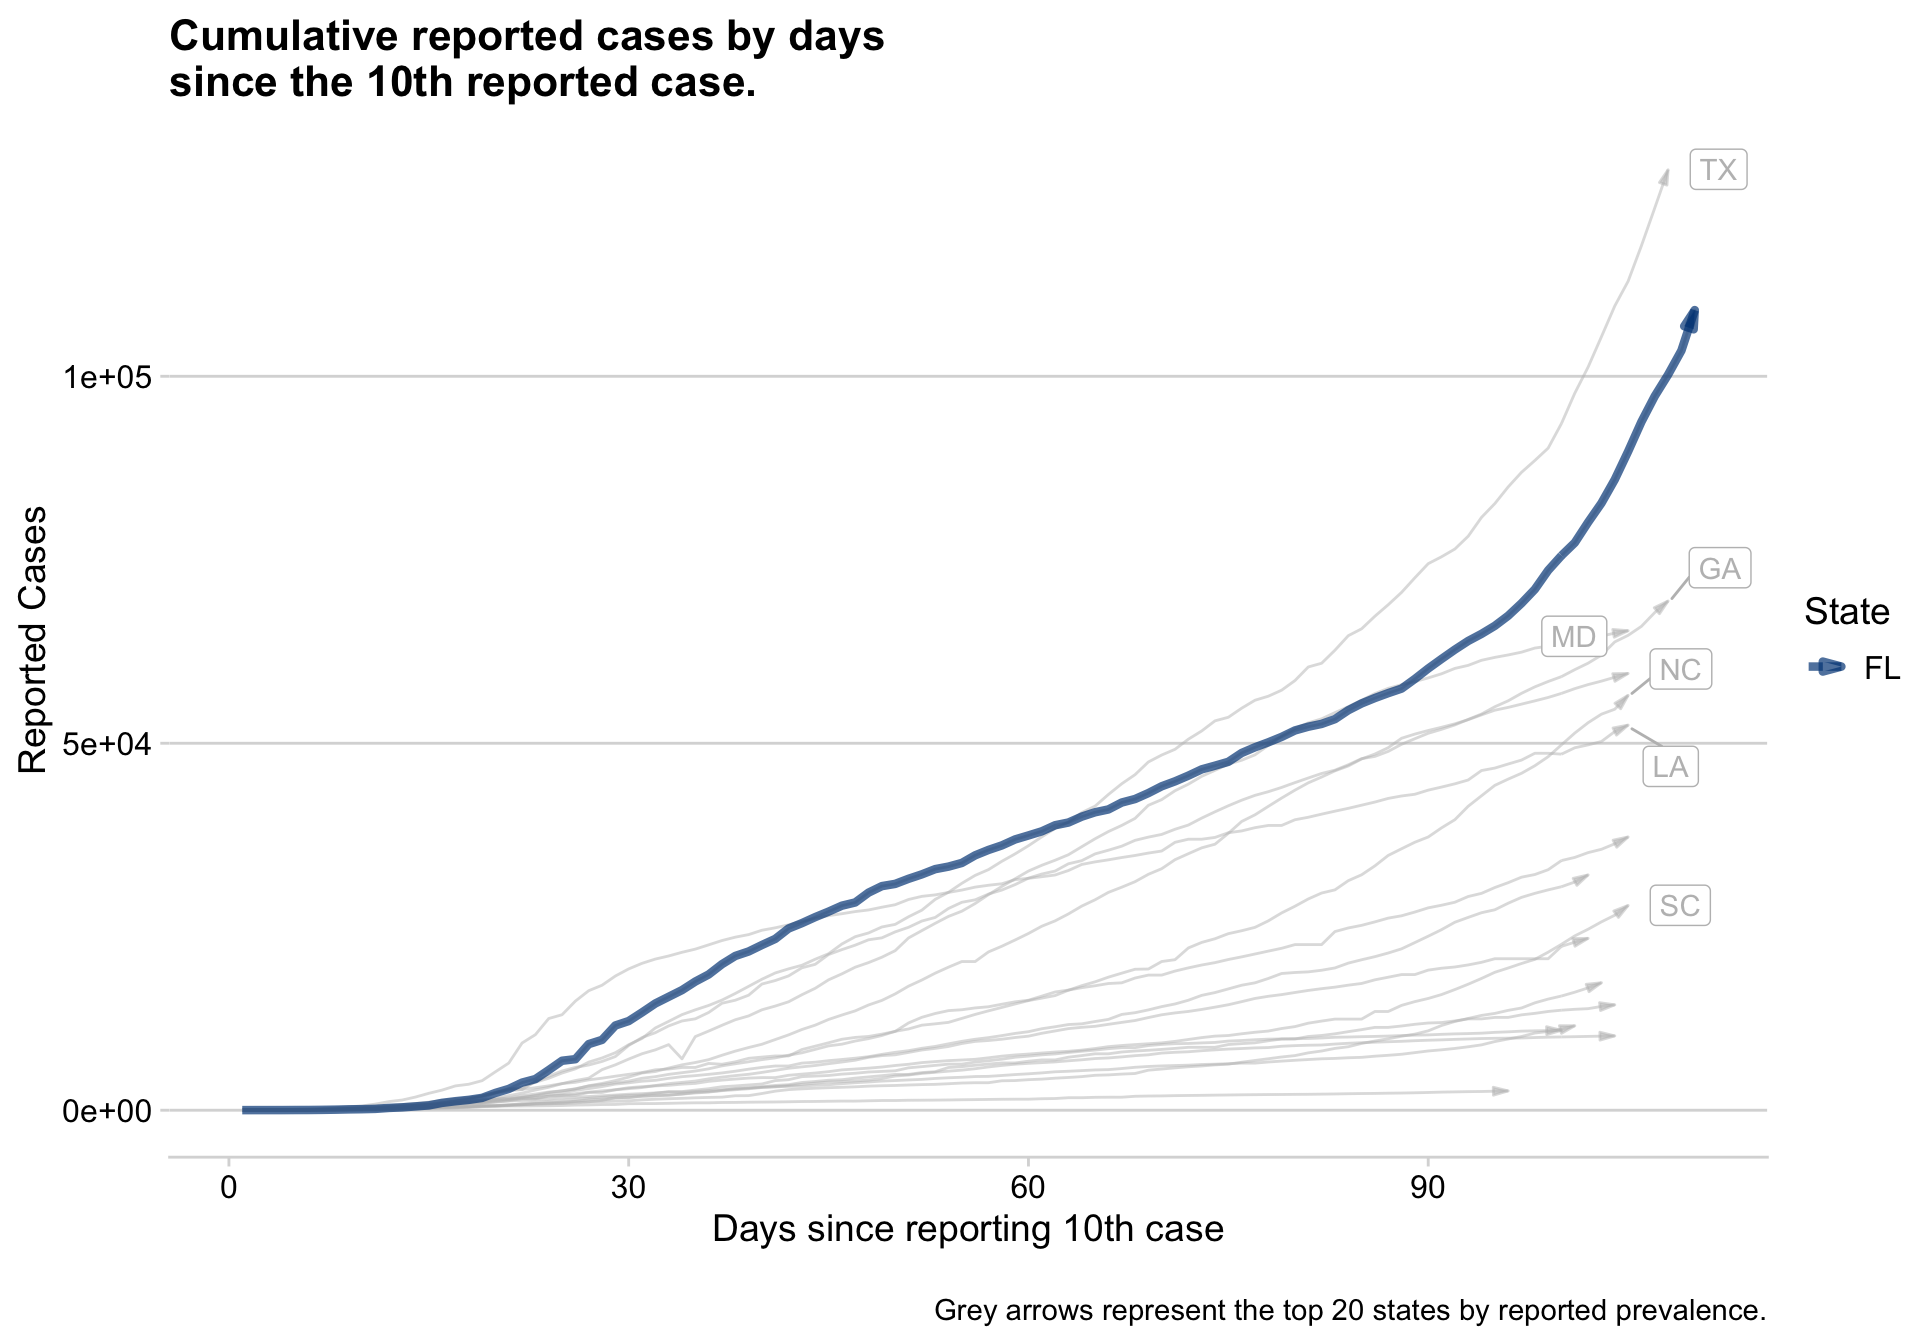 Cumulative reported cases by days
since the 10th reported case.
TX
1e+05
GA
MD
NC
5e+04
LA
SC
0e+00
Reported Cases
State
FL
0 30 60 90
Days since reporting 10th case
Grey arrows represent the top 20 states by reported prevalence.